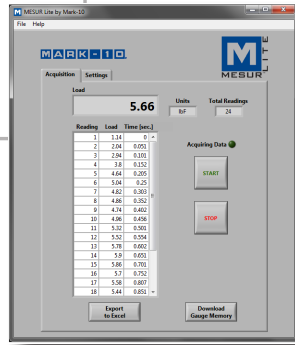 MESUR Lite by Mark-10
File Help
MARK-10
M
MESUR
LITE
Acquisition Settings
Load
5.66
Units
lbF
Total Readings
24
Reading Load Time (sec.)
1 1.14 0
2 2.04 0.051
3 2.94 0.101
4 3.8 0.152
5 4.64 0.205
6 5.04 0.25
7 4.82 0.303
8 4.86 0.352
9 4.74 0.402
10 4.96 0.456
11 5.32 0.501
12 5.52 0.554
13 5.78 0.602
14 5.9 0.651
15 5.86 0.701
16 5.7 0.752
17 5.58 0.807
18 5.44 0.851
Acquiring Data
START
STOP
Export
to Excel
Download
Gauge Memory